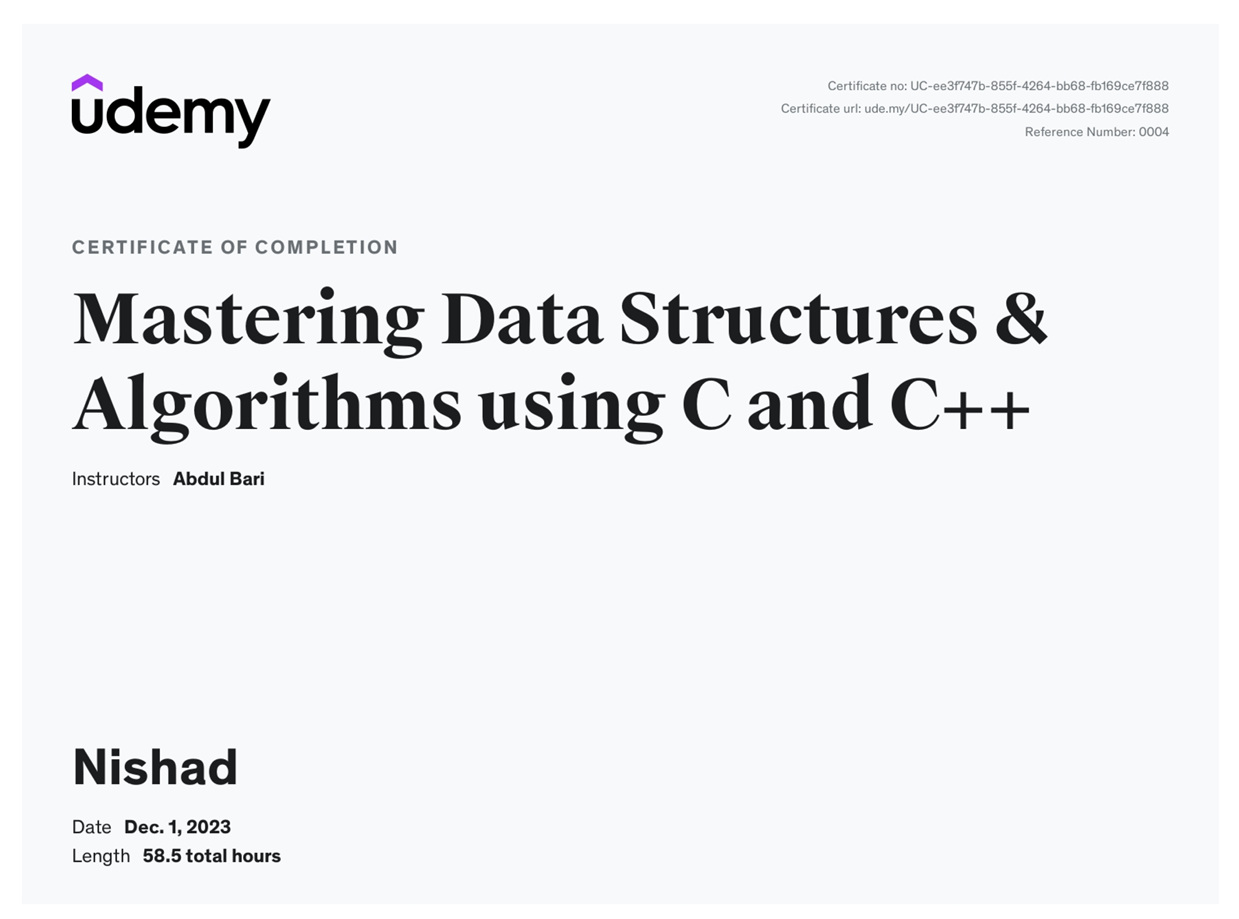 udemy
Certificate no: UC-ee3f747b-855f-4264-bb68-fb169ce7f888
Certificate url: ude.my/UC-ee3f747b-855f-4264-bb68-fb169ce7f888
Reference Number: 0004
CERTIFICATE OF COMPLETION
Mastering Data Structures &
Algorithms using C and C++
Instructors Abdul Bari
Nishad
Date Dec. 1, 2023
Length 58.5 total hours